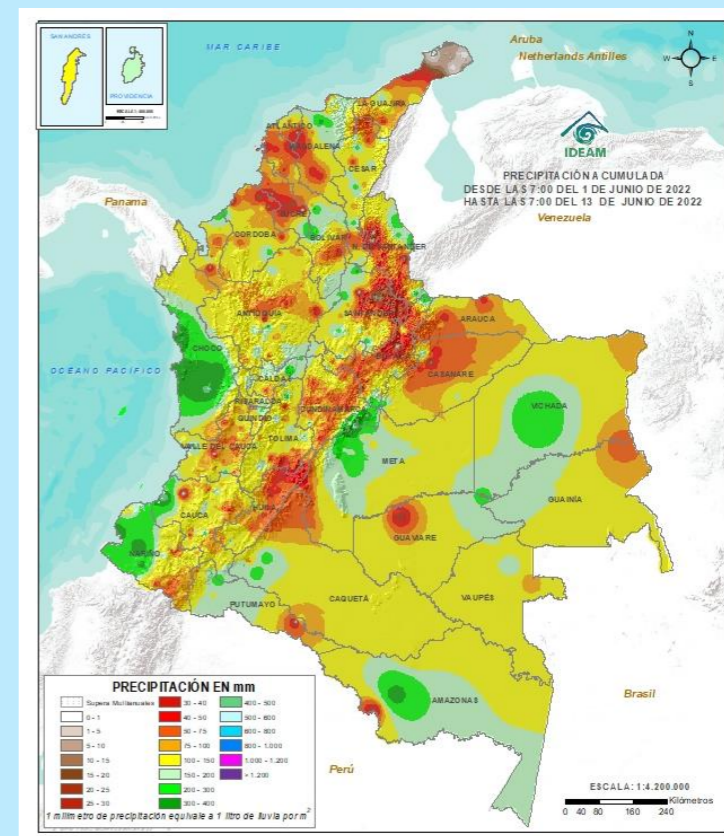 SAN ANDRÉS
PROVIDENCIA
MAR CARIBE
Aruba
Netherlands Antilles
N
W
E
S
IDEAM
PRECIPITACIÓN ACUMULADA
DESDE LAS 7:00 DEL 1 DE JUNIO DE 2022
HASTA LAS 7:00 DEL 13 DE JUNIO DE 2022
Venezuela
Panama
OCÉANO PACÍFICO
LA GUAJIRA
ATLÁNTICO
MAGDALENA
CESAR
SUCRE
CÓRDOBA
BOLÍVAR
N. DE SANTANDER
ANTIOQUIA
SANTANDER
ARAUCA
CHOCÓ
CASANARE
CALDAS
RISARALDA
CUNDINAMARCA
QUINDÍO
VICHADA
TOLIMA
VALLE DEL CAUCA
META
GUAINÍA
CAUCA
HUILA
GUAVIARE
NARIÑO
CAQUETÁ
VAUPÉS
PUTUMAYO
AMAZONAS
Brasil
Perú
PRECIPITACIÓN EN mm
Supera Multianuales
0 - 1
1 - 5
5 - 10
10 - 15
15 - 20
20 - 25
25 - 30
30 - 40
40 - 50
50 - 75
75 - 100
100 - 150
150 - 200
200 - 300
300 - 400
400 - 500
500 - 600
600 - 800
800 - 1.000
1.000 - 1.200
> 1.200
1 milímetro de precipitación equivale a 1 litro de lluvia por m2
ESCALA: 1:4.200.000
Kilómetros
0 40 80 160 240